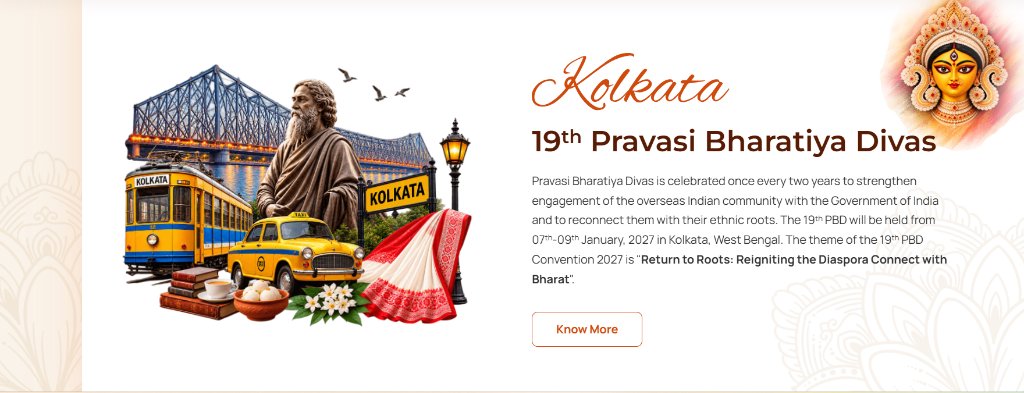 KOLKATA
KOLKATA
TAXI
Kolkata
19th Pravasi Bharatiya Divas
Pravasi Bharatiya Divas is celebrated once every two years to strengthen
engagement of the overseas Indian community with the Government of India
and to reconnect them with their ethnic roots. The 19th PBD will be held from
07th-09th January, 2027 in Kolkata, West Bengal. The theme of the 19th PBD
Convention 2027 is "Return to Roots: Reigniting the Diaspora Connect with
Bharat".
Know More